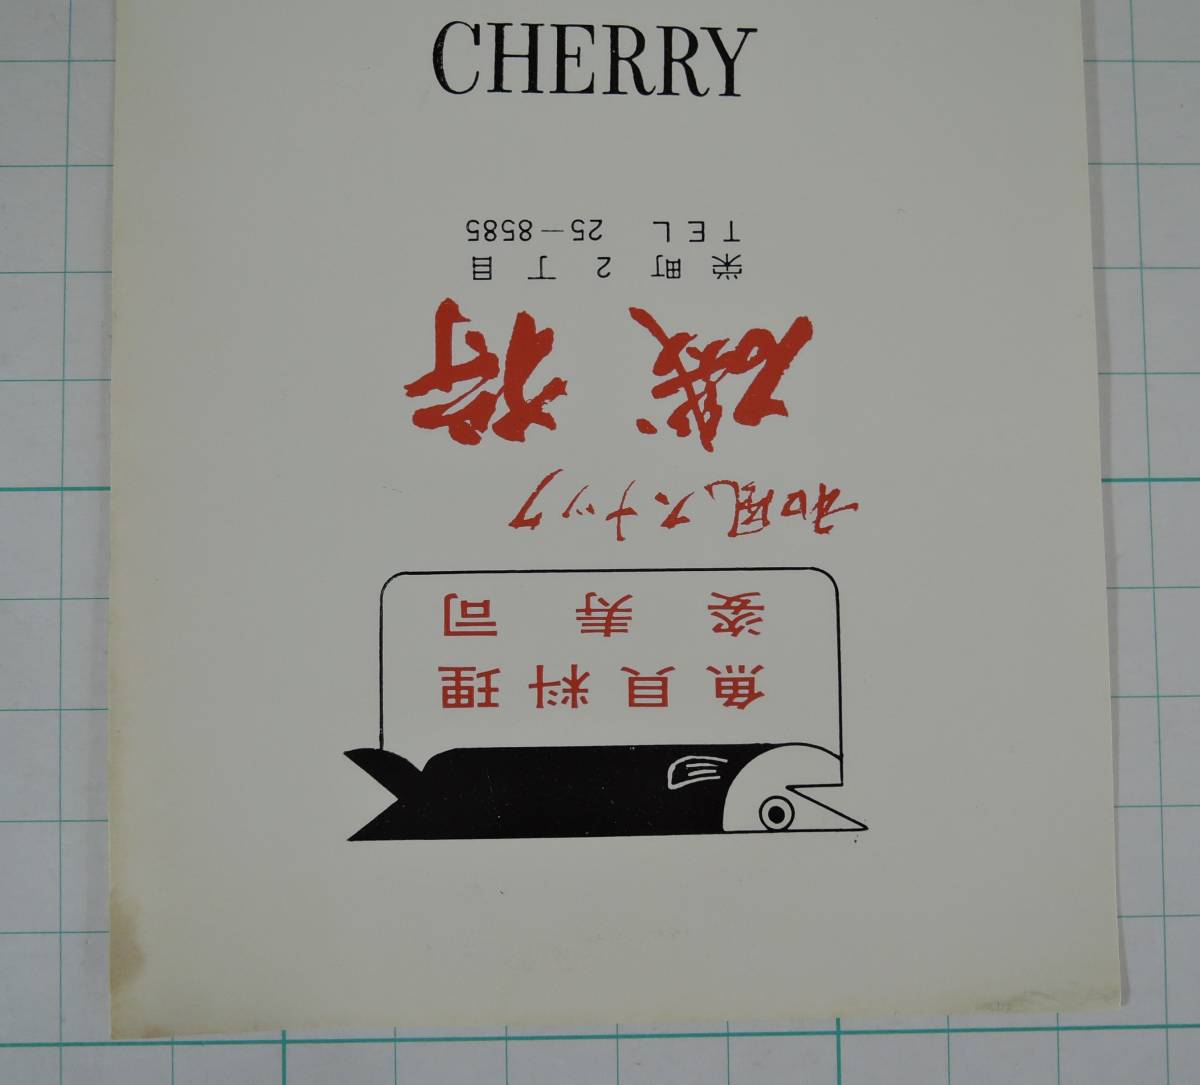 CHERRY
魚貝料理
姿寿司
和風スナック
磯
栄町2丁目
TEL 25-8585